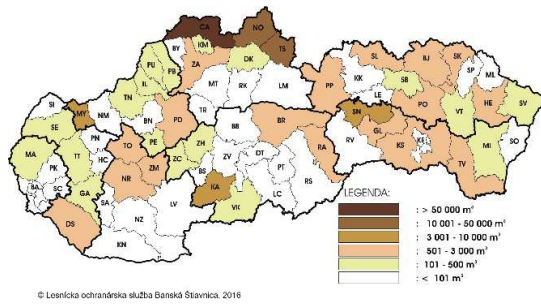 CA
NO
TS
BY
KM
DK
ZA
PU
PB
IL
TN
MT
RK
LM
TR
SI
MY
NM
BN
PD
SE
PN
PE
HC
TT
MA
PK
BA
SC
GA
TO
NR
ZM
SA
DS
NZ
KN
LV
ZC
ZH
BS
KA
VK
BB
ZV
DT
BR
PT
LC
RS
RA
PP
KK
LE
SL
SB
BJ
PO
SK
SP
ML
HE
SV
VT
MI
SO
TV
SN
GL
RV
KS
LEGENDA:
: > 50 000 m³
: 10 001 - 50 000 m³
: 3 001 - 10 000 m³
: 501 - 3 000 m³
: 101 - 500 m³
: < 101 m³
© Lesnícka ochranárska služba Banská Štiavnica, 2016